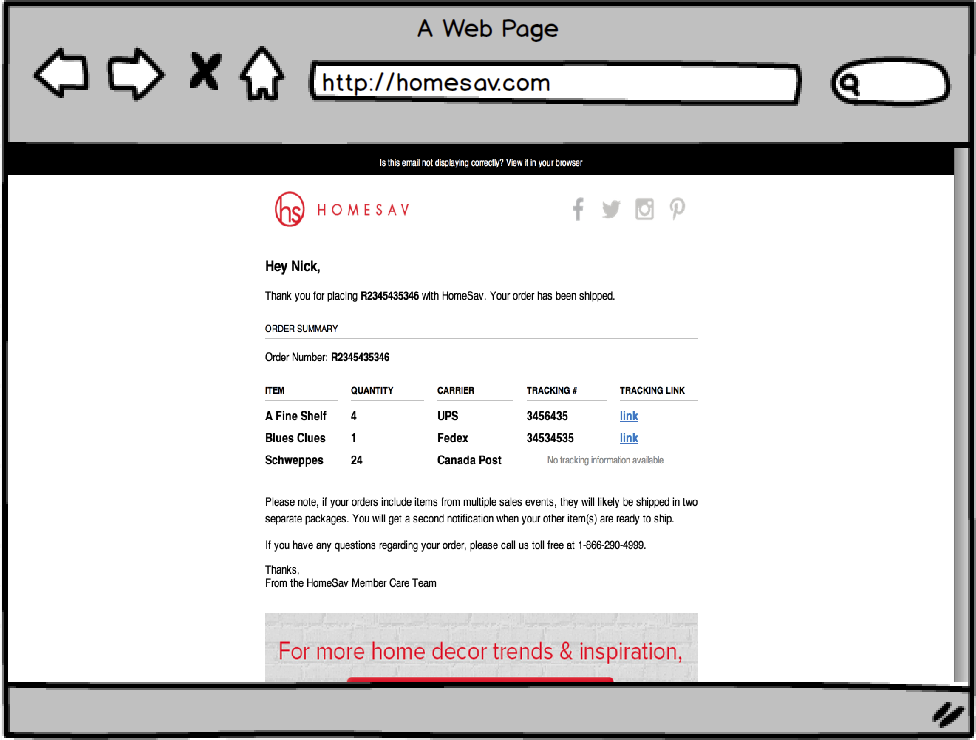 A Web Page
http://homesav.com
Is this email not displaying correctly? View it in your browser
hs HOMESAV
Hey Nick,
Thank you for placing R2345435346 with HomeSav. Your order has been shipped.
ORDER SUMMARY
Order Number: R2345435346
ITEM QUANTITY CARRIER TRACKING # TRACKING LINK
A Fine Shelf 4 UPS 3456435 link
Blues Clues 1 Fedex 34534535 link
Schweppes 24 Canada Post No tracking information available
Please note, if your orders include items from multiple sales events, they will likely be shipped in two
separate packages. You will get a second notification when your other item(s) are ready to ship.
If you have any questions regarding your order, please call us toll free at 1-866-290-4999.
Thanks,
From the HomeSav Member Care Team
For more home decor trends & inspiration,